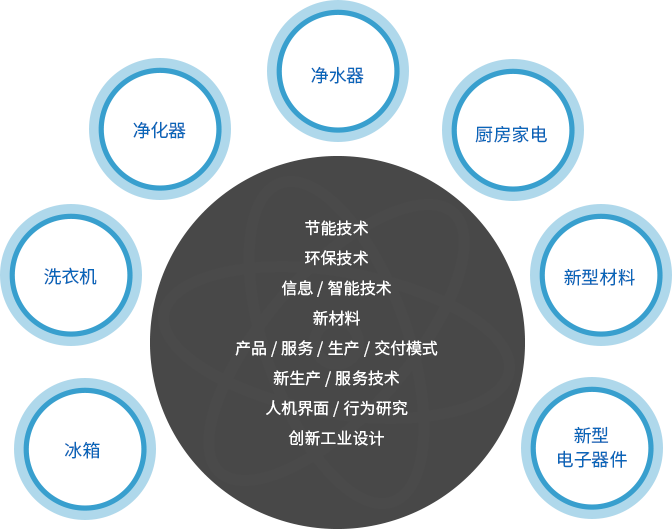 净水器
净化器
厨房家电
洗衣机
新型材料
冰箱
新型
电子器件
节能技术
环保技术
信息 / 智能技术
新材料
产品 / 服务 / 生产 / 交付模式
新生产 / 服务技术
人机界面 / 行为研究
创新工业设计